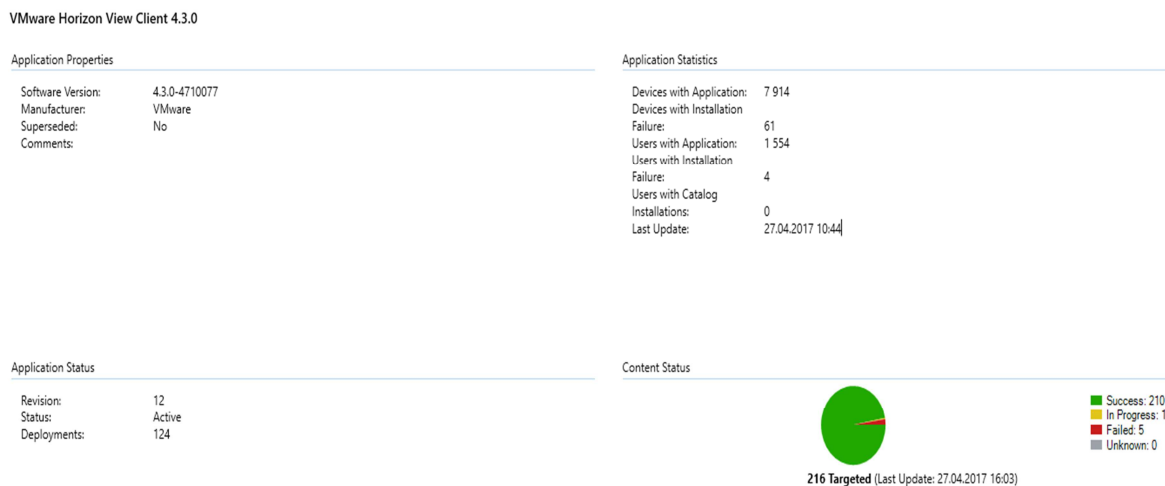 VMware Horizon View Client 4.3.0
Application Properties
Software Version: 4.3.0-4710077
Manufacturer: VMware
Superseded: No
Comments:
Application Statistics
Devices with Application: 7 914
Devices with Installation
Failure: 61
Users with Application: 1 554
Users with Installation
Failure: 4
Users with Catalog
Installations: 0
Last Update: 27.04.2017 10:44
Application Status
Revision: 12
Status: Active
Deployments: 124
Content Status
Success: 210
In Progress: 1
Failed: 5
Unknown: 0
216 Targeted (Last Update: 27.04.2017 16:03)